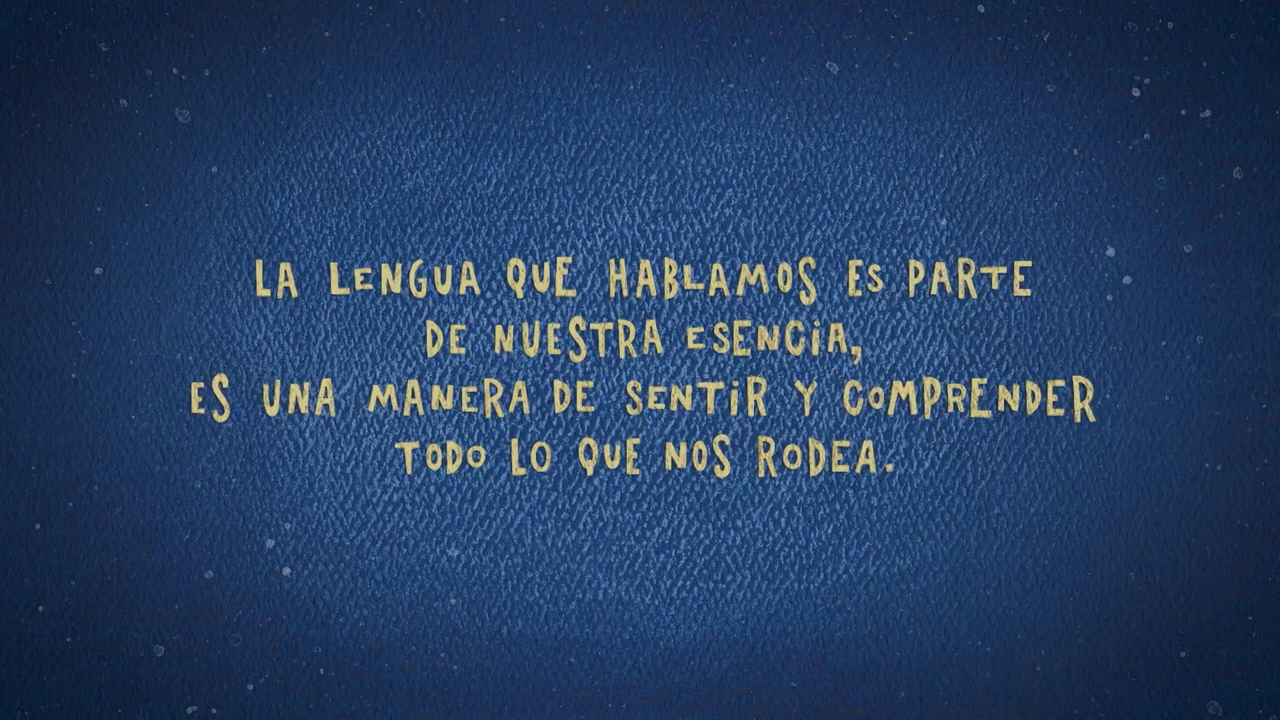 LA LENGUA QUE HABLAMOS ES PARTE
DE NUESTRA ESENCiA,
ES UNA MANERA DE SENTiR Y COMPRENDER
TODO LO QUE NOS RODEA.